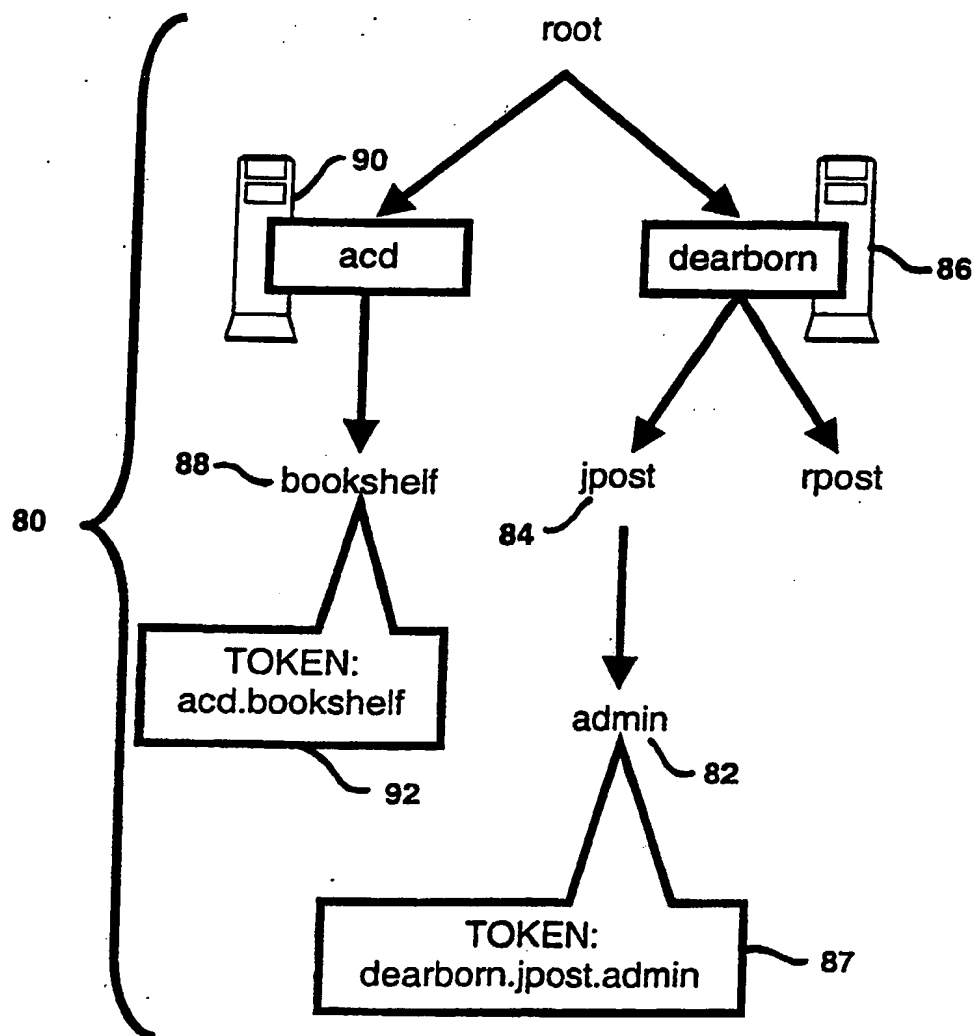 root
90
acd
dearborn
86
88
bookshelf
jpost
rpost
80
84
TOKEN:
acd.bookshelf
admin
82
92
TOKEN:
dearborn.jpost.admin
87